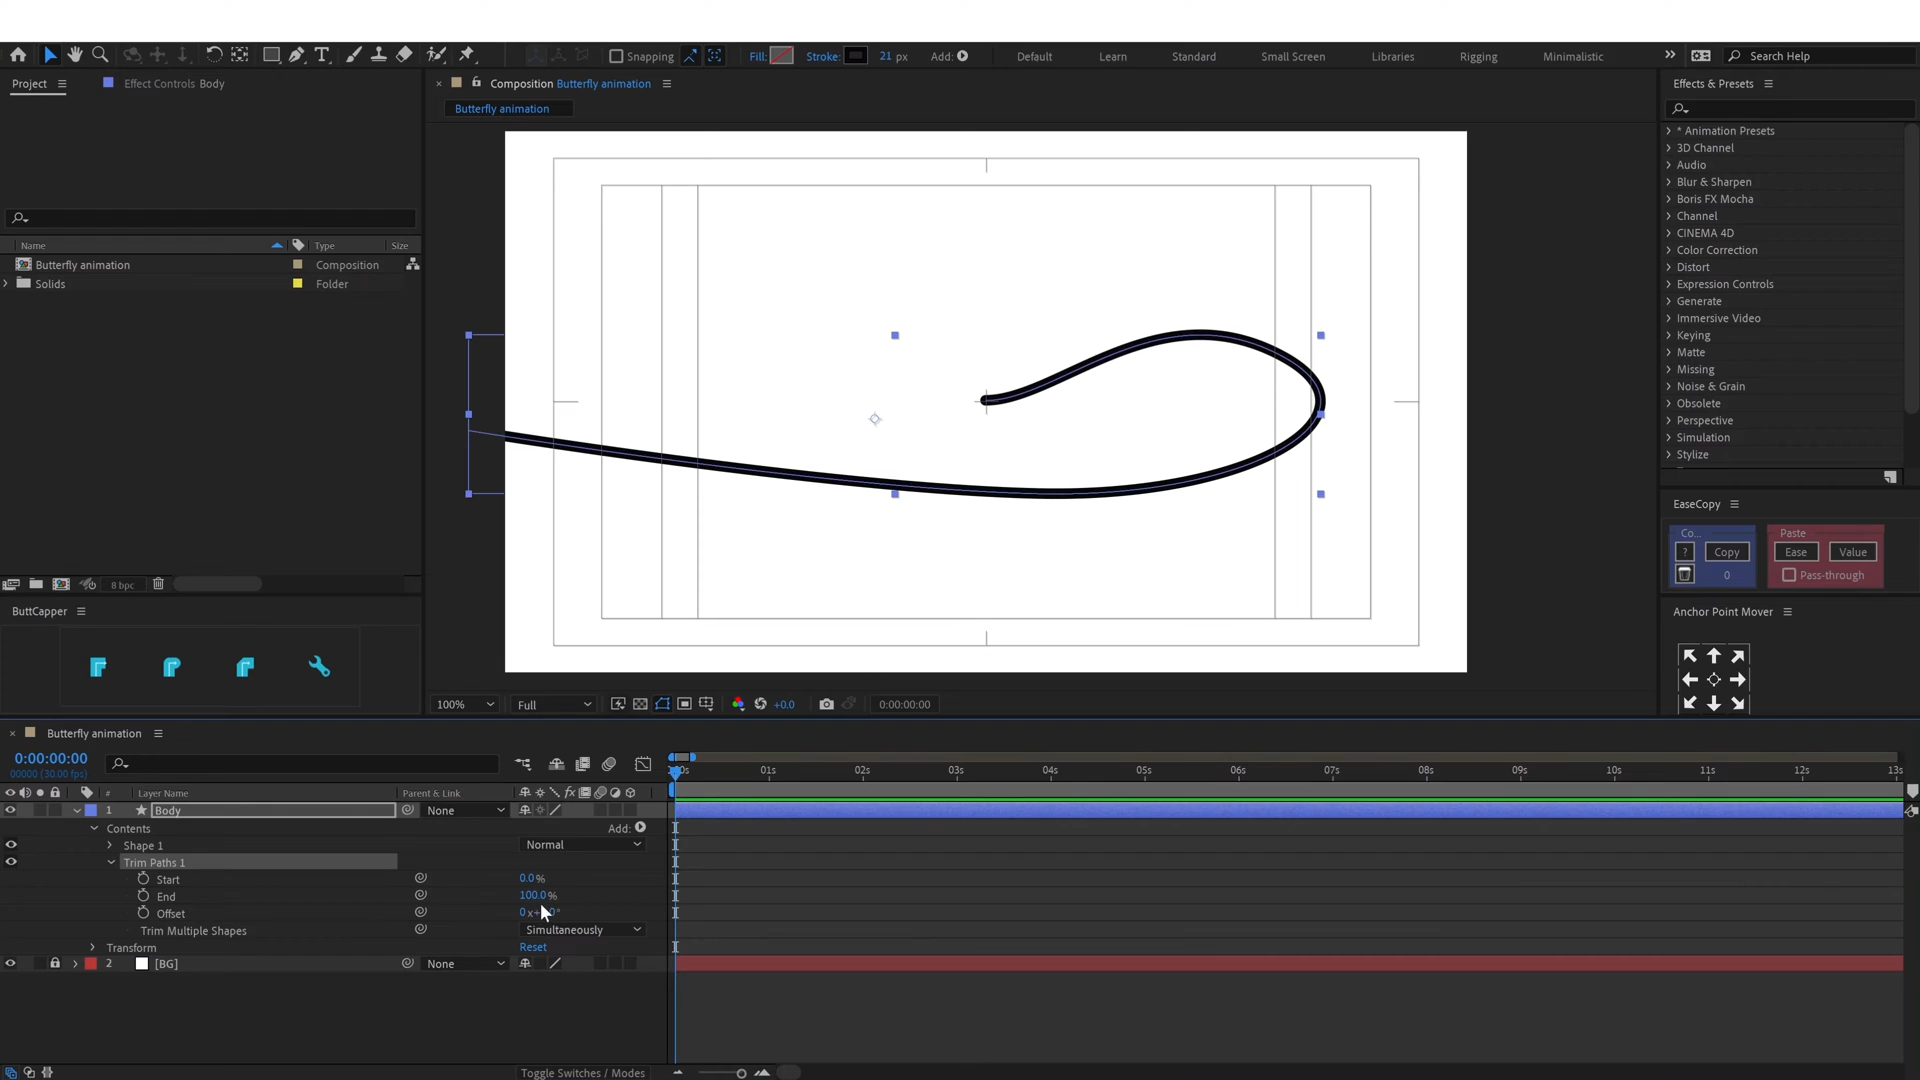 Snapping
Fill:
Stroke:
21 px
Add:
Default
Learn
Standard
Small Screen
Libraries
Rigging
Minimalistic
Search Help
Project
Effect Controls Body
Composition Butterfly animation
Effects & Presets
Butterfly animation
* Animation Presets
3D Channel
Audio
Blur & Sharpen
Boris FX Mocha
Channel
CINEMA 4D
Color Correction
Distort
Expression Controls
Generate
Immersive Video
Keying
Matte
Missing
Noise & Grain
Obsolete
Perspective
Simulation
Stylize
Name
Type
Size
Butterfly animation
Composition
Solids
Folder
EaseCopy
Co...
Paste
?
Copy
Ease
Value
0
Pass-through
8 bpc
ButtCapper
Anchor Point Mover
100%
Full
+0.0
0:00:00:00
Butterfly animation
0:00:00:00
00000 (30.00 fps)
01s
02s
03s
04s
05s
06s
07s
08s
09s
10s
11s
12s
13s
#
Layer Name
Parent & Link
fx
1
Body
None
Contents
Add:
Shape 1
Normal
Trim Paths 1
Start
0.0 %
End
100.0 %
Offset
0 x
Trim Multiple Shapes
Simultaneously
Transform
Reset
2
[BG]
None
Toggle Switches / Modes